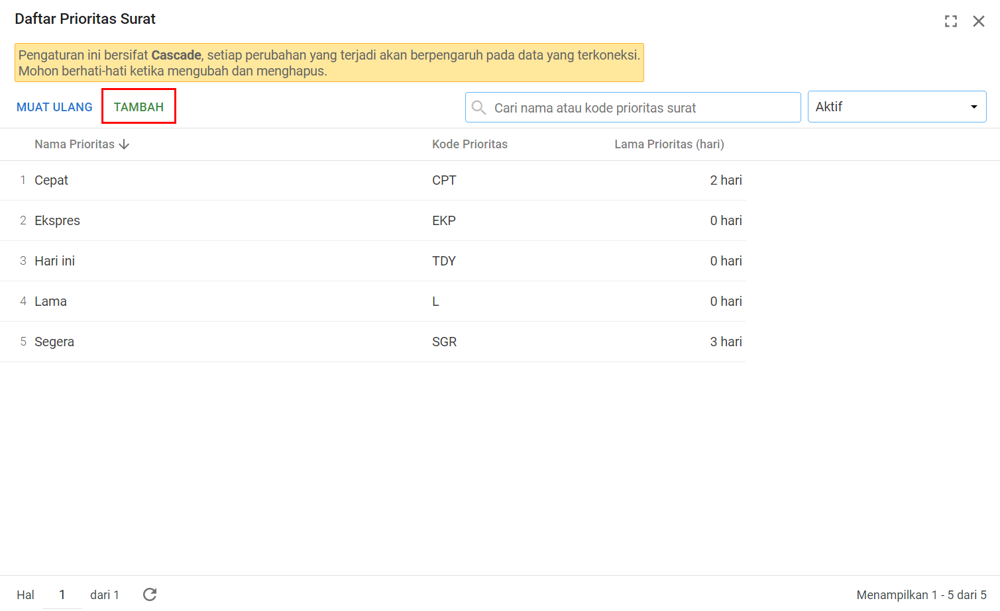 Daftar Prioritas Surat
Pengaturan ini bersifat Cascade, setiap perubahan yang terjadi akan berpengaruh pada data yang terkoneksi.
Mohon berhati-hati ketika mengubah dan menghapus.
MUAT ULANG TAMBAH Cari nama atau kode prioritas surat Aktif
Nama Prioritas Kode Prioritas Lama Prioritas (hari)
1 Cepat CPT 2 hari
2 Ekspres EKP 0 hari
3 Hari ini TDY 0 hari
4 Lama L 0 hari
5 Segera SGR 3 hari
Hal 1 dari 1 Menampilkan 1 - 5 dari 5